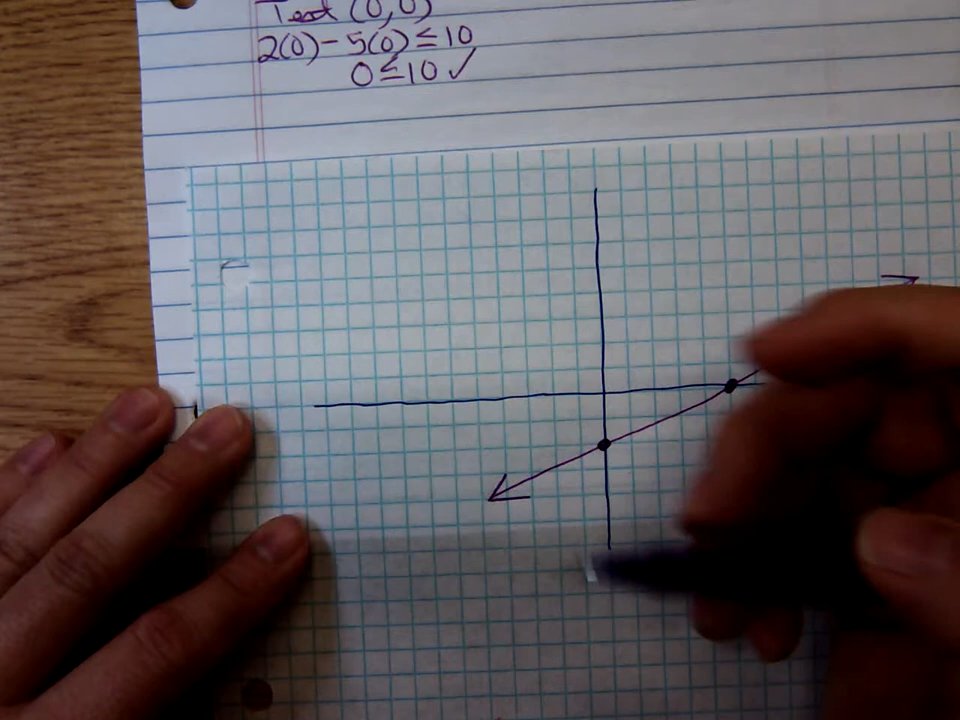 Test (0,0)
2(0) - 5(0) ≤ 10
0 ≤ 10 ✓